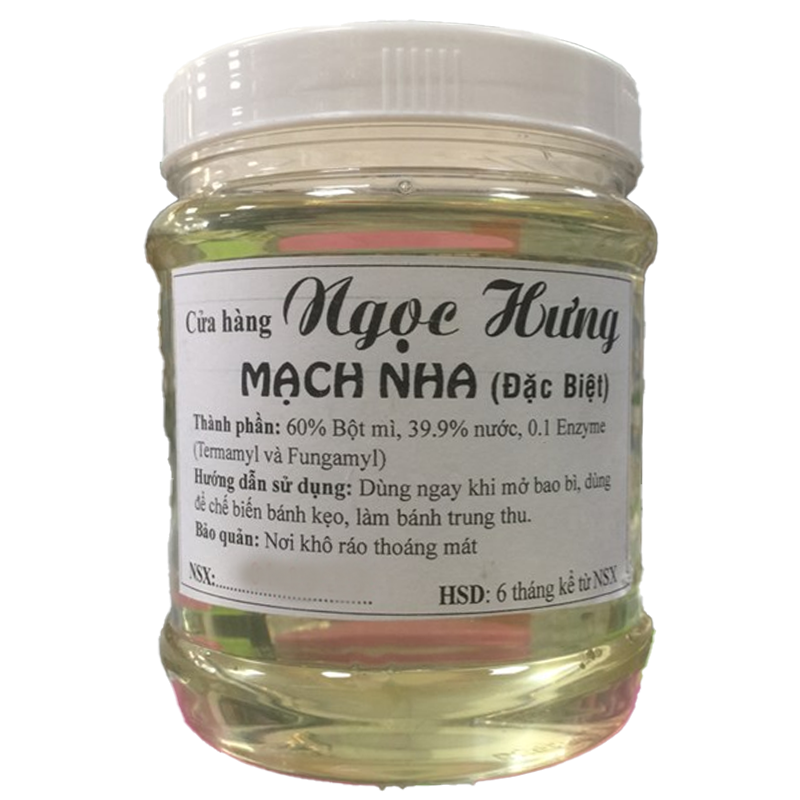 Cửa hàng Ngọc Hưng
MẠCH NHA (Đặc Biệt)
Thành phần: 60% Bột mì, 39.9% nước, 0.1 Enzyme
(Termamyl và Fungamyl)
Hướng dẫn sử dụng: Dùng ngay khi mở bao bì, dùng
để chế biến bánh kẹo, làm bánh trung thu.
Bảo quản: Nơi khô ráo thoáng mát
NSX:....................................
HSD: 6 tháng kể từ NSX